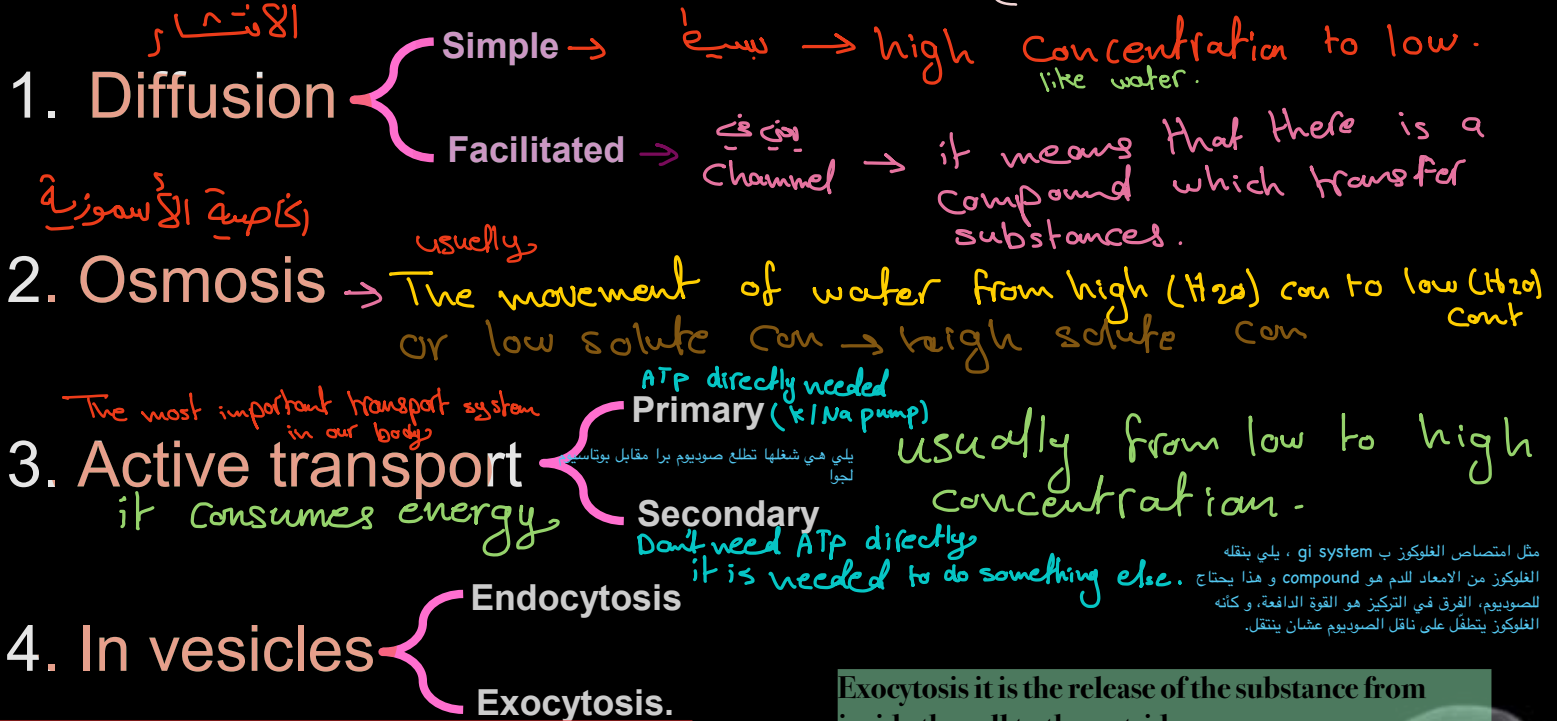 الانتشار
1. Diffusion
Simple → بسيط → high concentration to low.
like water.
Facilitated → يعني في
channel → it means that there is a
compound which transfer
substances.
الخاصية الأسموزية
2. Osmosis → usually
The movement of water from high (H20) con to low (H20)
cont
or low solute con → heigh solute con
The most important transport system
in our body
3. Active transport
it consumes energy
ATP directly needed
Primary (k/Na pump)
يلي هي شغلها تطلع صوديوم برا مقابل بوتاسيوم
لجوا
Secondary
Don't need ATP directly
it is needed to do something else.
usually from low to high
concentration.
مثل امتصاص الغلوكوز ب gi system ، يلي بنقله
الغلوكوز من الامعاد للدم هو compound و هذا يحتاج
للصوديوم، الفرق في التركيز هو القوة الدافعة، و كأنه
الغلوكوز يتطفّل على ناقل الصوديوم عشان ينتقل.
4. In vesicles
Endocytosis
Exocytosis.
Exocytosis it is the release of the substance from